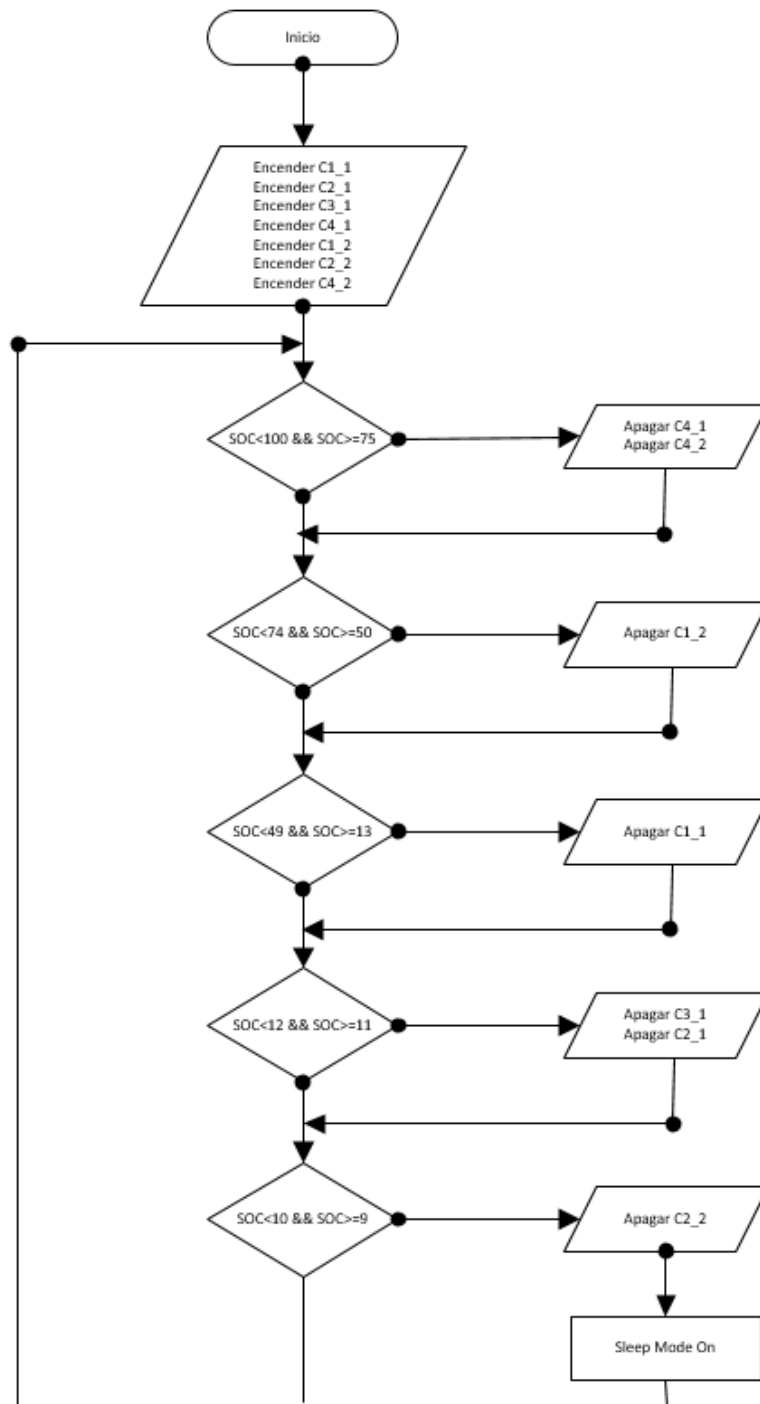 Inicio
Encender C1_1
Encender C2_1
Encender C3_1
Encender C4_1
Encender C1_2
Encender C2_2
Encender C4_2
SOC<100 && SOC>=75
Apagar C4_1
Apagar C4_2
SOC<74 && SOC>=50
Apagar C1_2
SOC<49 && SOC>=13
Apagar C1_1
SOC<12 && SOC>=11
Apagar C3_1
Apagar C2_1
SOC<10 && SOC>=9
Apagar C2_2
Sleep Mode On